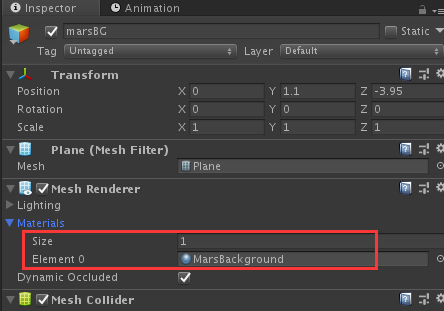 Inspector Animation
marsBG Static
Tag Untagged Layer Default
Transform
Position X 0 Y 1.1 Z -3.95
Rotation X 0 Y 0 Z 0
Scale X 1 Y 1 Z 1
Plane (Mesh Filter)
Mesh Plane
Mesh Renderer
Lighting
Materials
Size 1
Element 0 MarsBackground
Dynamic Occluded
Mesh Collider